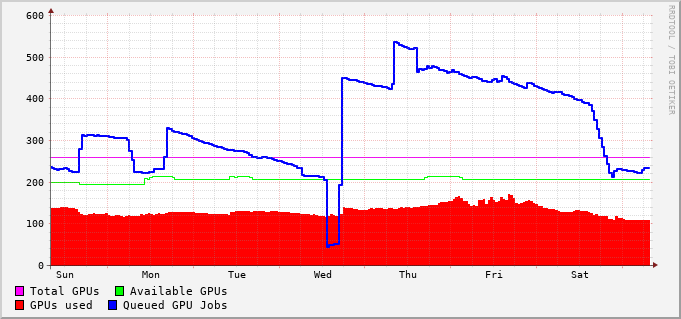 600
500
400
300
200
100
0
Sun Mon Tue Wed Thu Fri Sat
Total GPUs Available GPUs
GPUs used Queued GPU Jobs
RRDTOOL / TOBI OETIKER